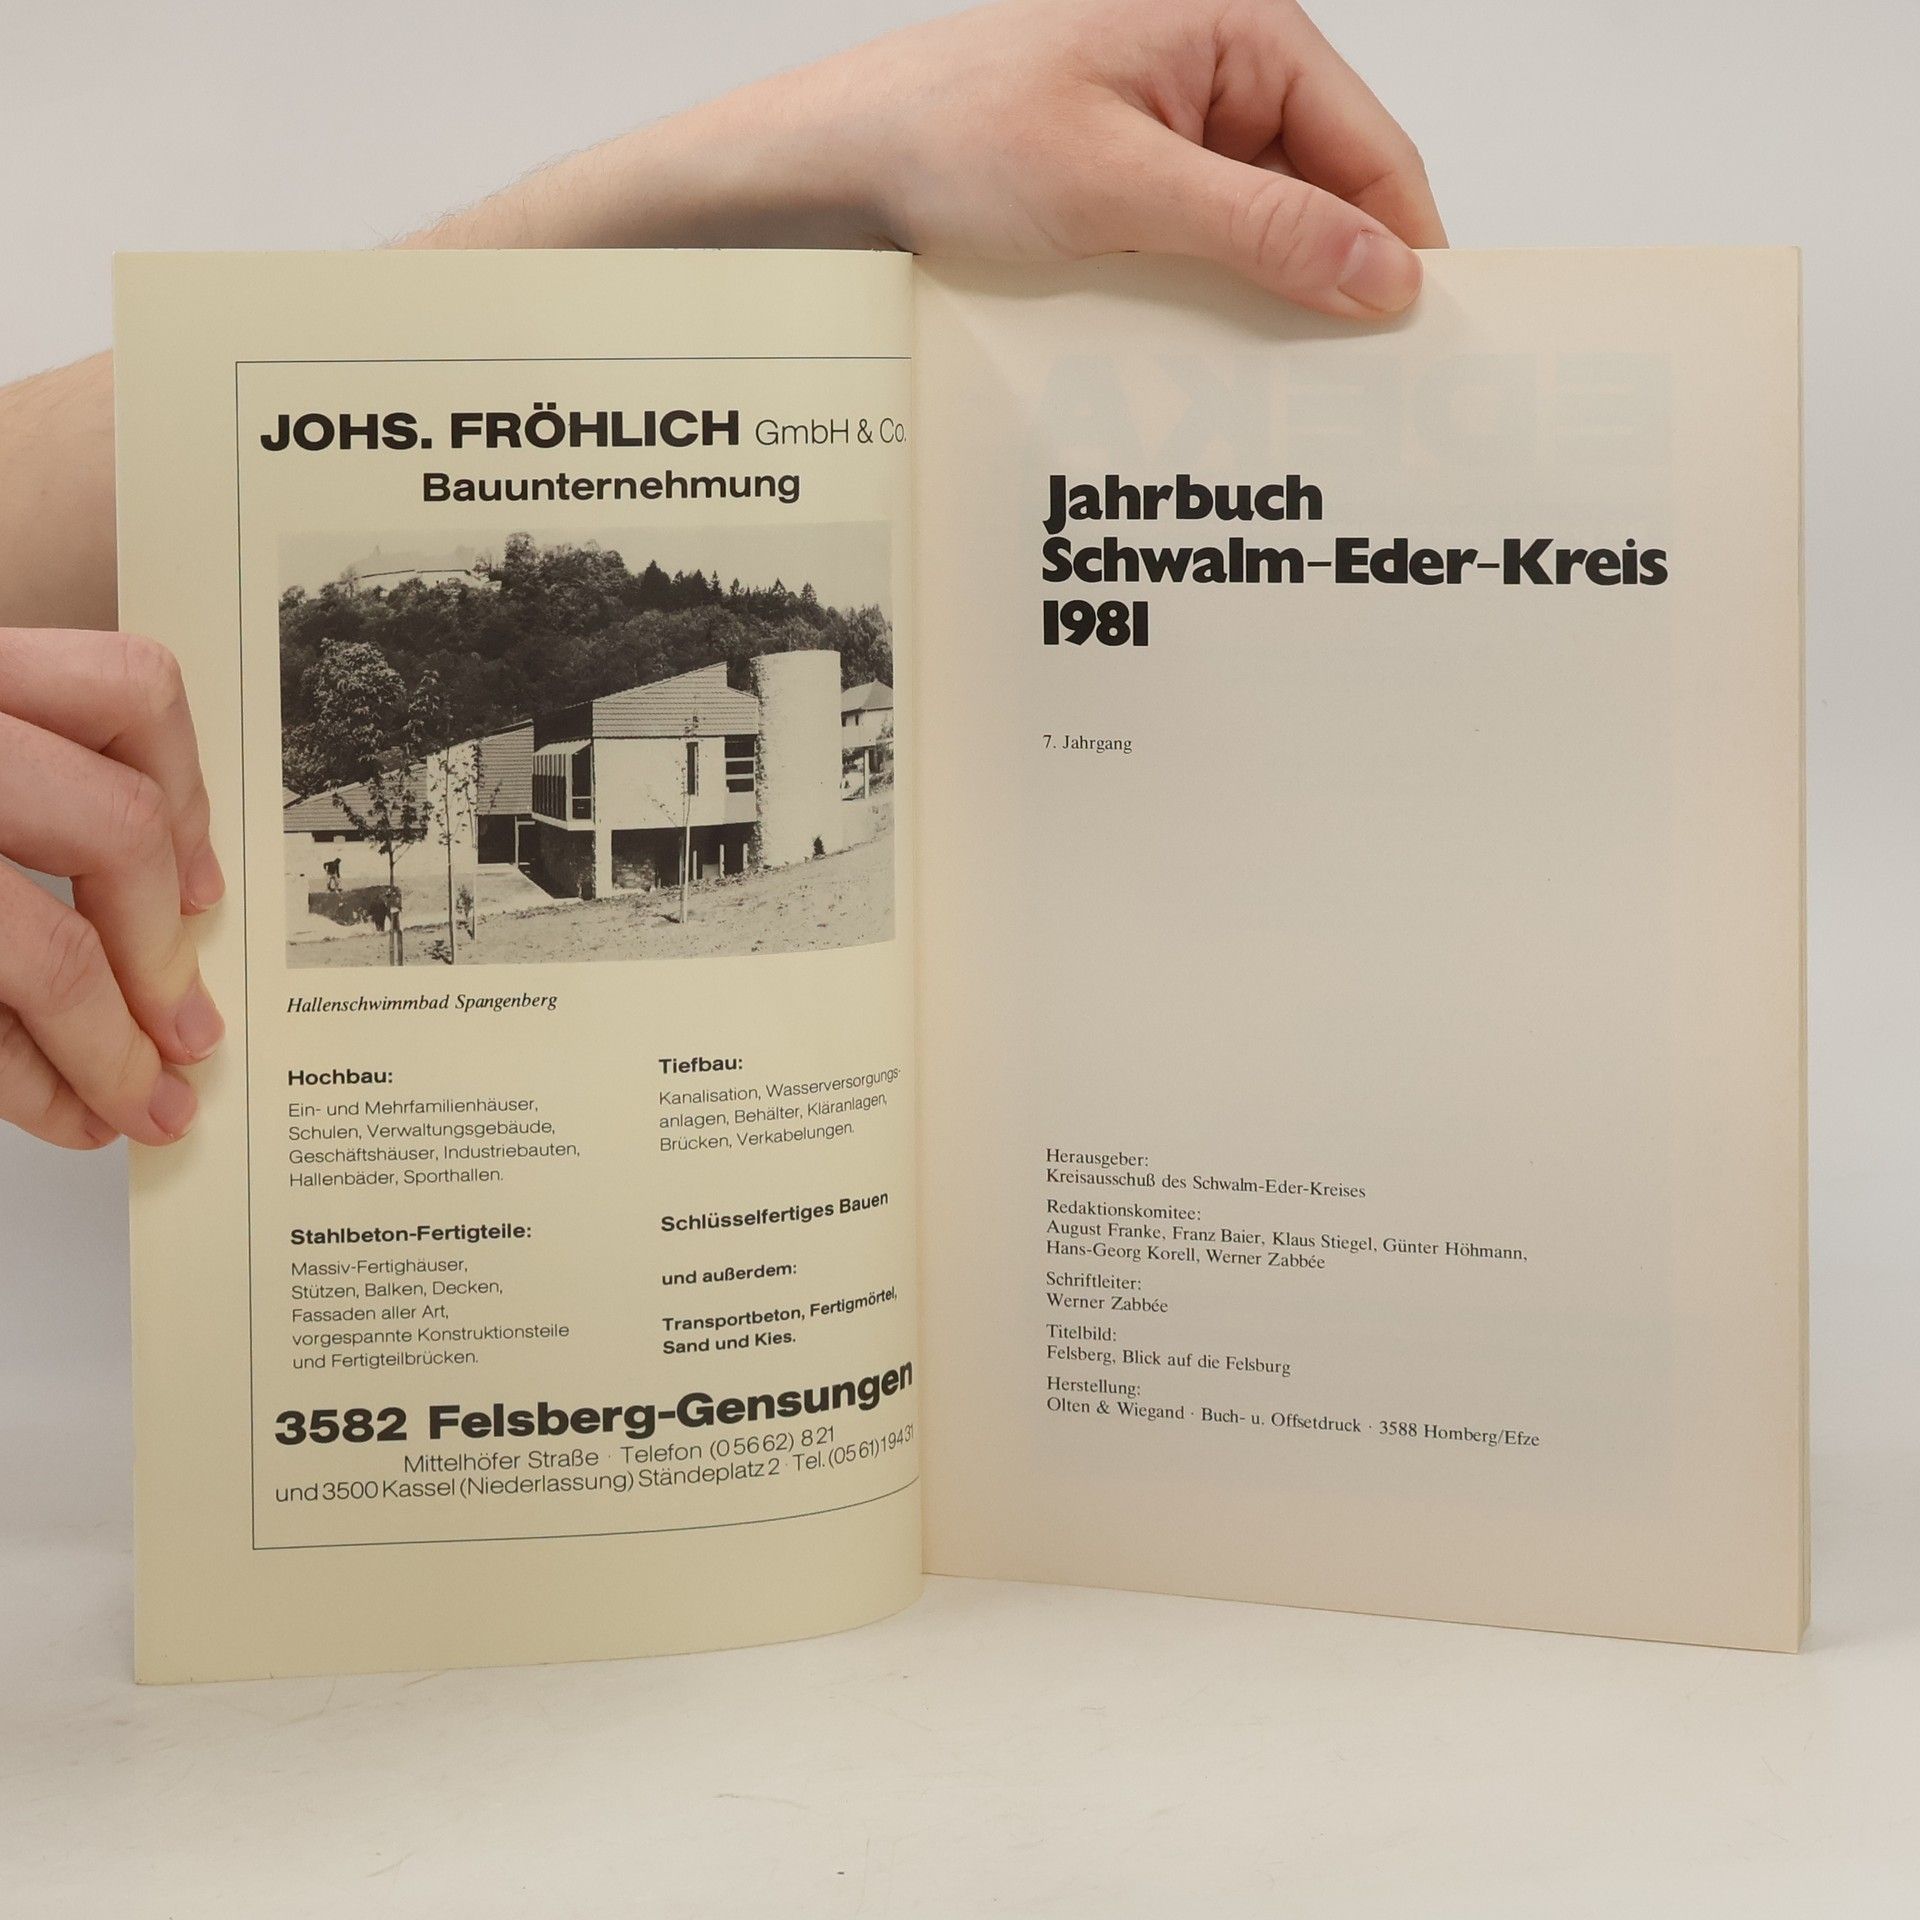 JOHS. FRÖHLICH GmbH & Co.
Bauunternehmung
Hallenschwimmbad Spangenberg
Hochbau:
Ein- und Mehrfamilienhäuser,
Schulen, Verwaltungsgebäude,
Geschäftshäuser, Industriebauten,
Hallenbäder, Sporthallen.
Stahlbeton-Fertigteile:
Massiv-Fertighäuser,
Stützen, Balken, Decken,
Fassaden aller Art,
vorgespannte Konstruktionsteile
und Fertigteilbrücken.
Tiefbau:
Kanalisation, Wasserversorgungs-
anlagen, Behälter, Kläranlagen,
Brücken, Verkabelungen.
Schlüsselfertiges Bauen
und außerdem:
Transportbeton, Fertigmörtel,
Sand und Kies.
3582 Felsberg-Gensungen
Mittelhöfer Straße · Telefon (05662) 821
und 3500 Kassel (Niederlassung) Ständeplatz 2 · Tel. (0561) 19431
Jahrbuch
Schwalm-Eder-Kreis
1981
7. Jahrgang
Herausgeber:
Kreisausschuß des Schwalm-Eder-Kreises
Redaktionskomitee:
August Franke, Franz Baier, Klaus Stiegel, Günter Höhmann,
Hans-Georg Korell, Werner Zabbée
Schriftleiter:
Werner Zabbée
Titelbild:
Felsberg, Blick auf die Felsburg
Herstellung:
Olten & Wiegand · Buch- u. Offsetdruck · 3588 Homberg/Efze